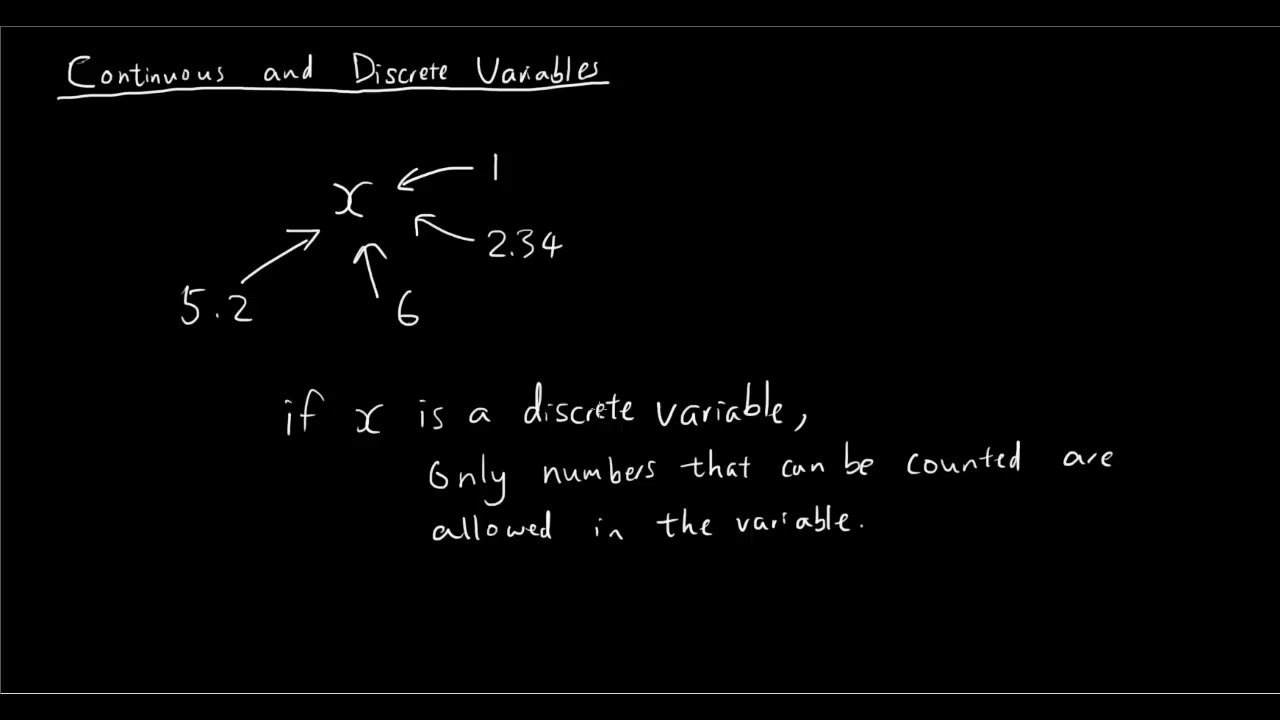 Continuous and Discrete Variables
x
1
2.34
5.2
6
if x is a discrete variable,
Only numbers that can be counted are
allowed in the variable.